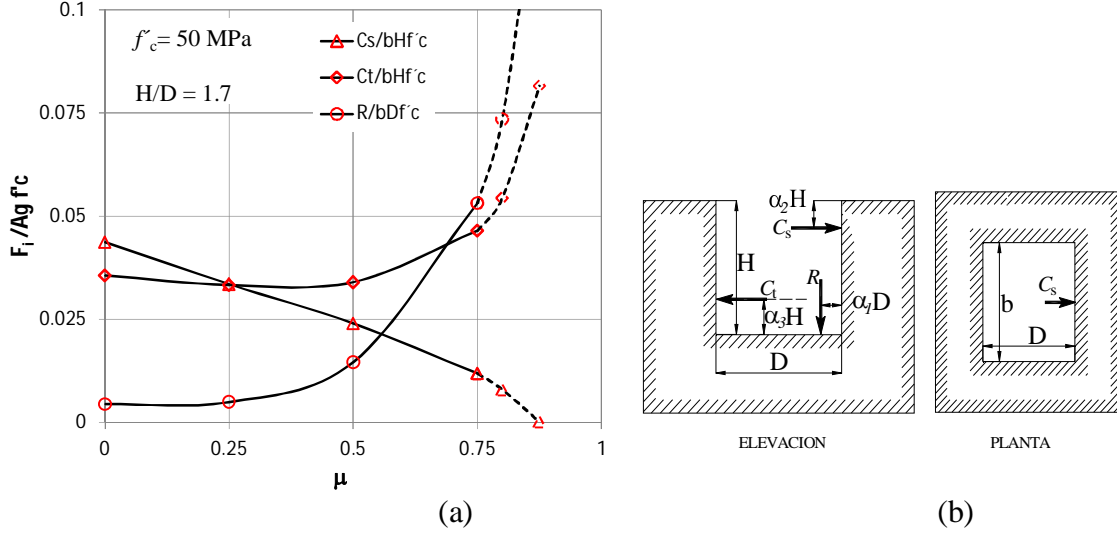 0.1
0.075
0.05
0.025
0
0
0.25
0.5
0.75
1
F i /Ag f'c
μ
f´c= 50 MPa
H/D = 1.7
Cs/bHf´c
Ct/bHf´c
R/bDf´c
(a)
α2H
Cs
H
R
Ct
α1D
α3H
D
ELEVACION
Cs
b
D
PLANTA
(b)